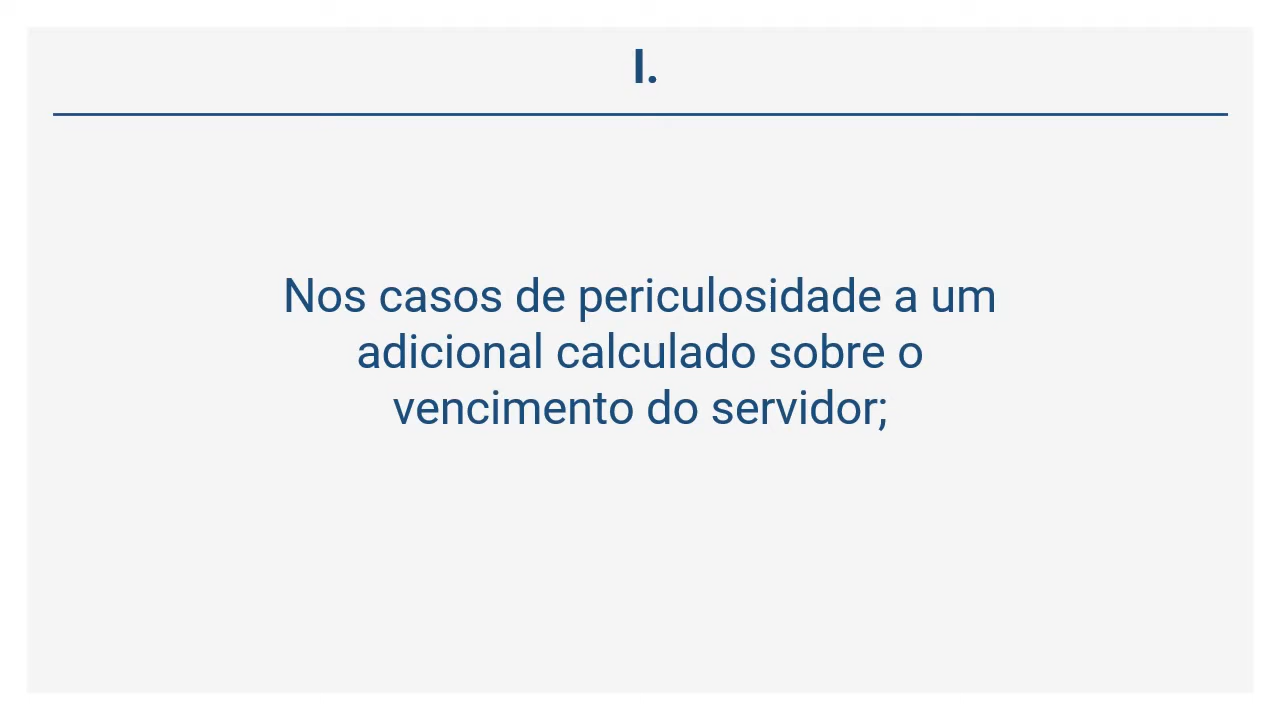 I.
Nos casos de periculosidade a um
adicional calculado sobre o
vencimento do servidor;